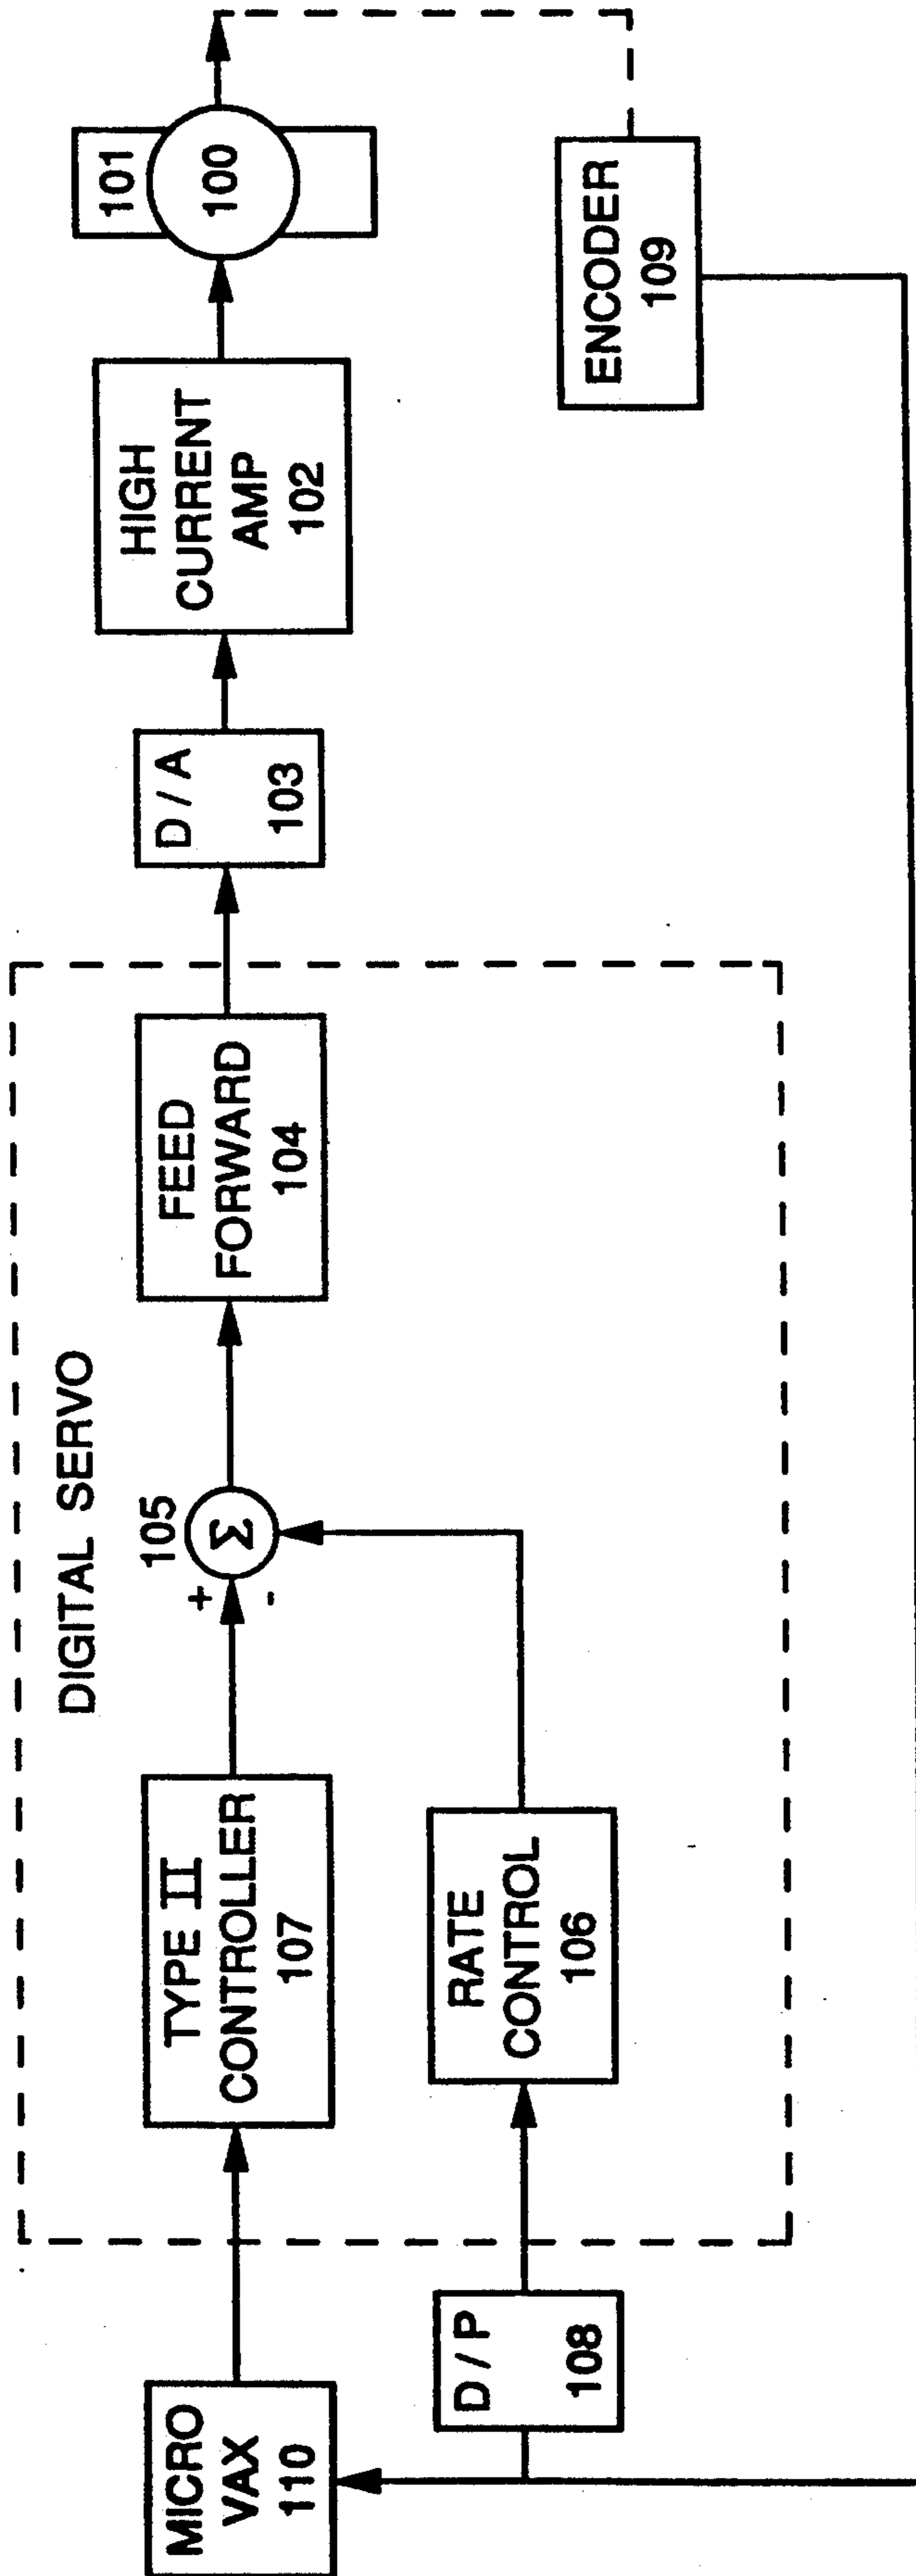 DIGITAL SERVO
MICRO
VAX
110
TYPE II
CONTROLLER
107
105
+
-
Σ
FEED
FORWARD
104
D / A
103
HIGH
CURRENT
AMP
102
101
100
D / P
108
RATE
CONTROL
106
ENCODER
109